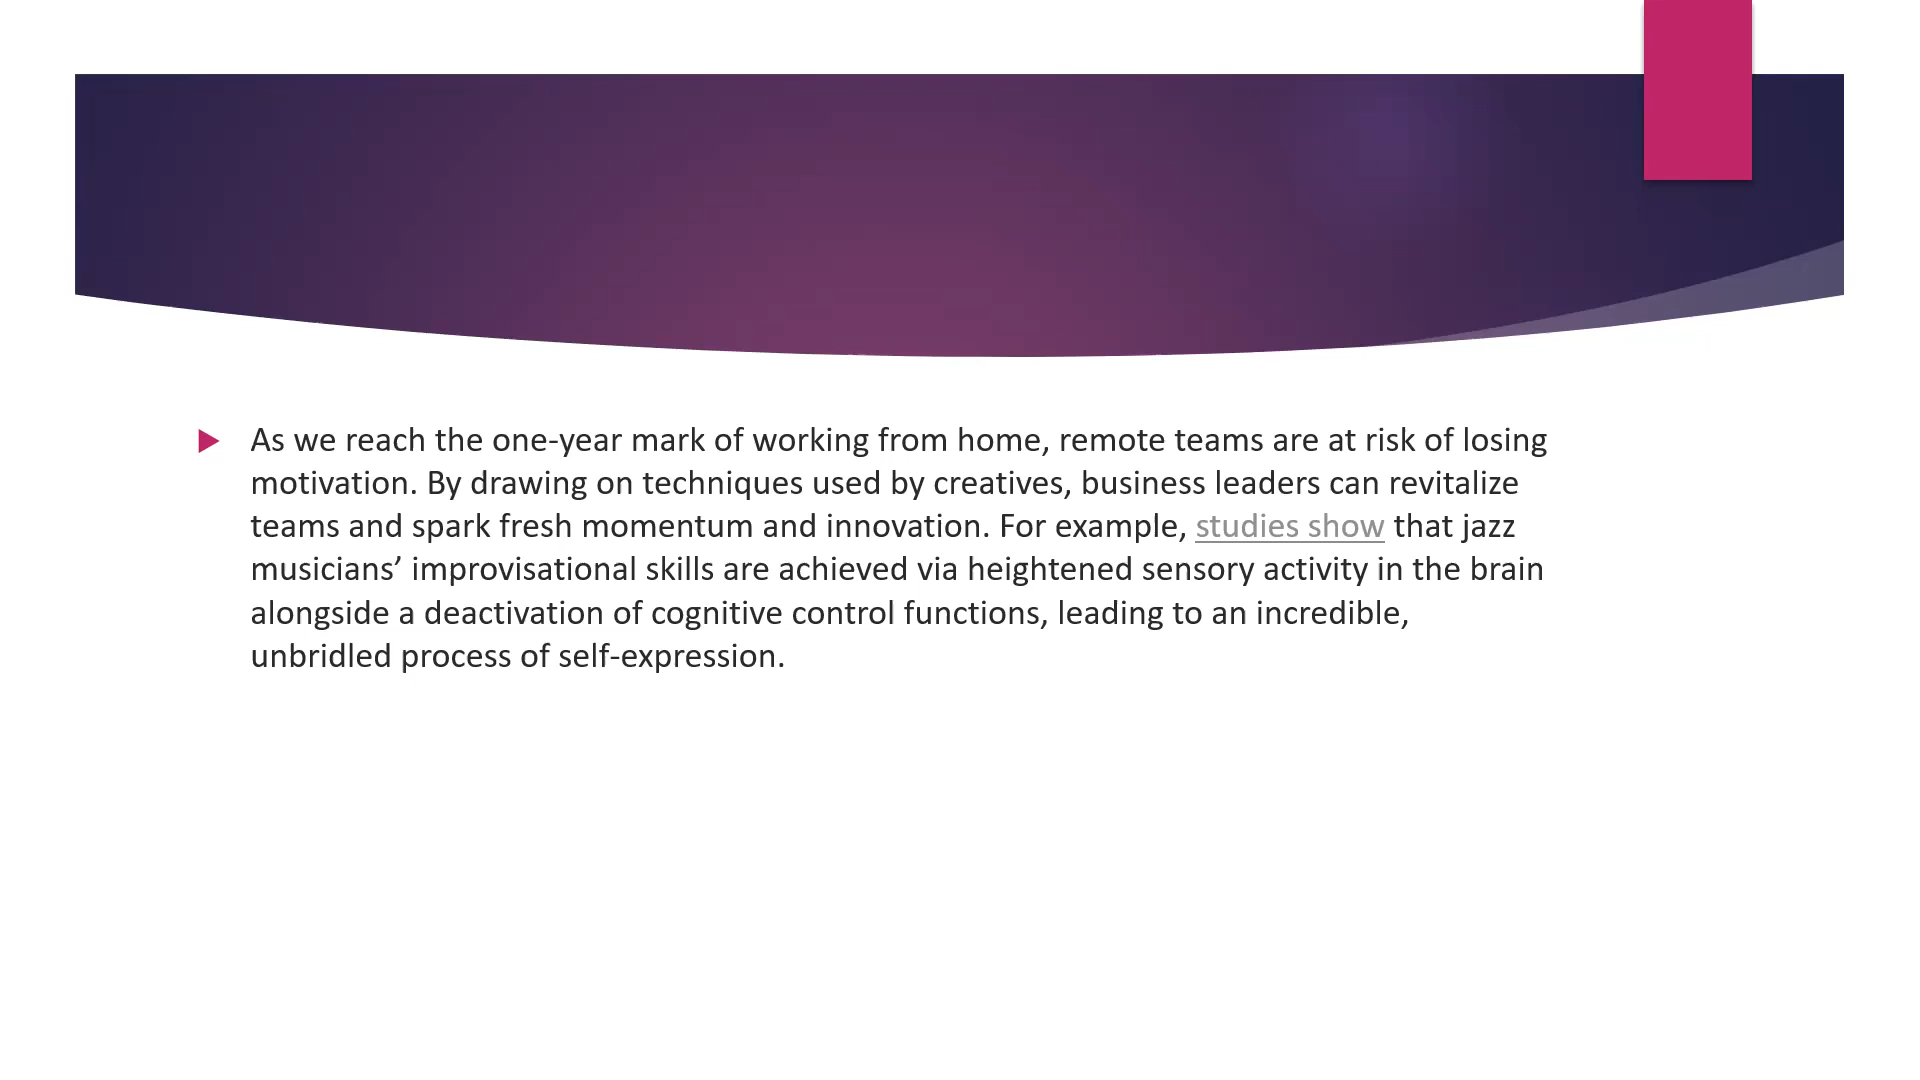 As we reach the one-year mark of working from home, remote teams are at risk of losing
motivation. By drawing on techniques used by creatives, business leaders can revitalize
teams and spark fresh momentum and innovation. For example, studies show that jazz
musicians’ improvisational skills are achieved via heightened sensory activity in the brain
alongside a deactivation of cognitive control functions, leading to an incredible,
unbridled process of self-expression.